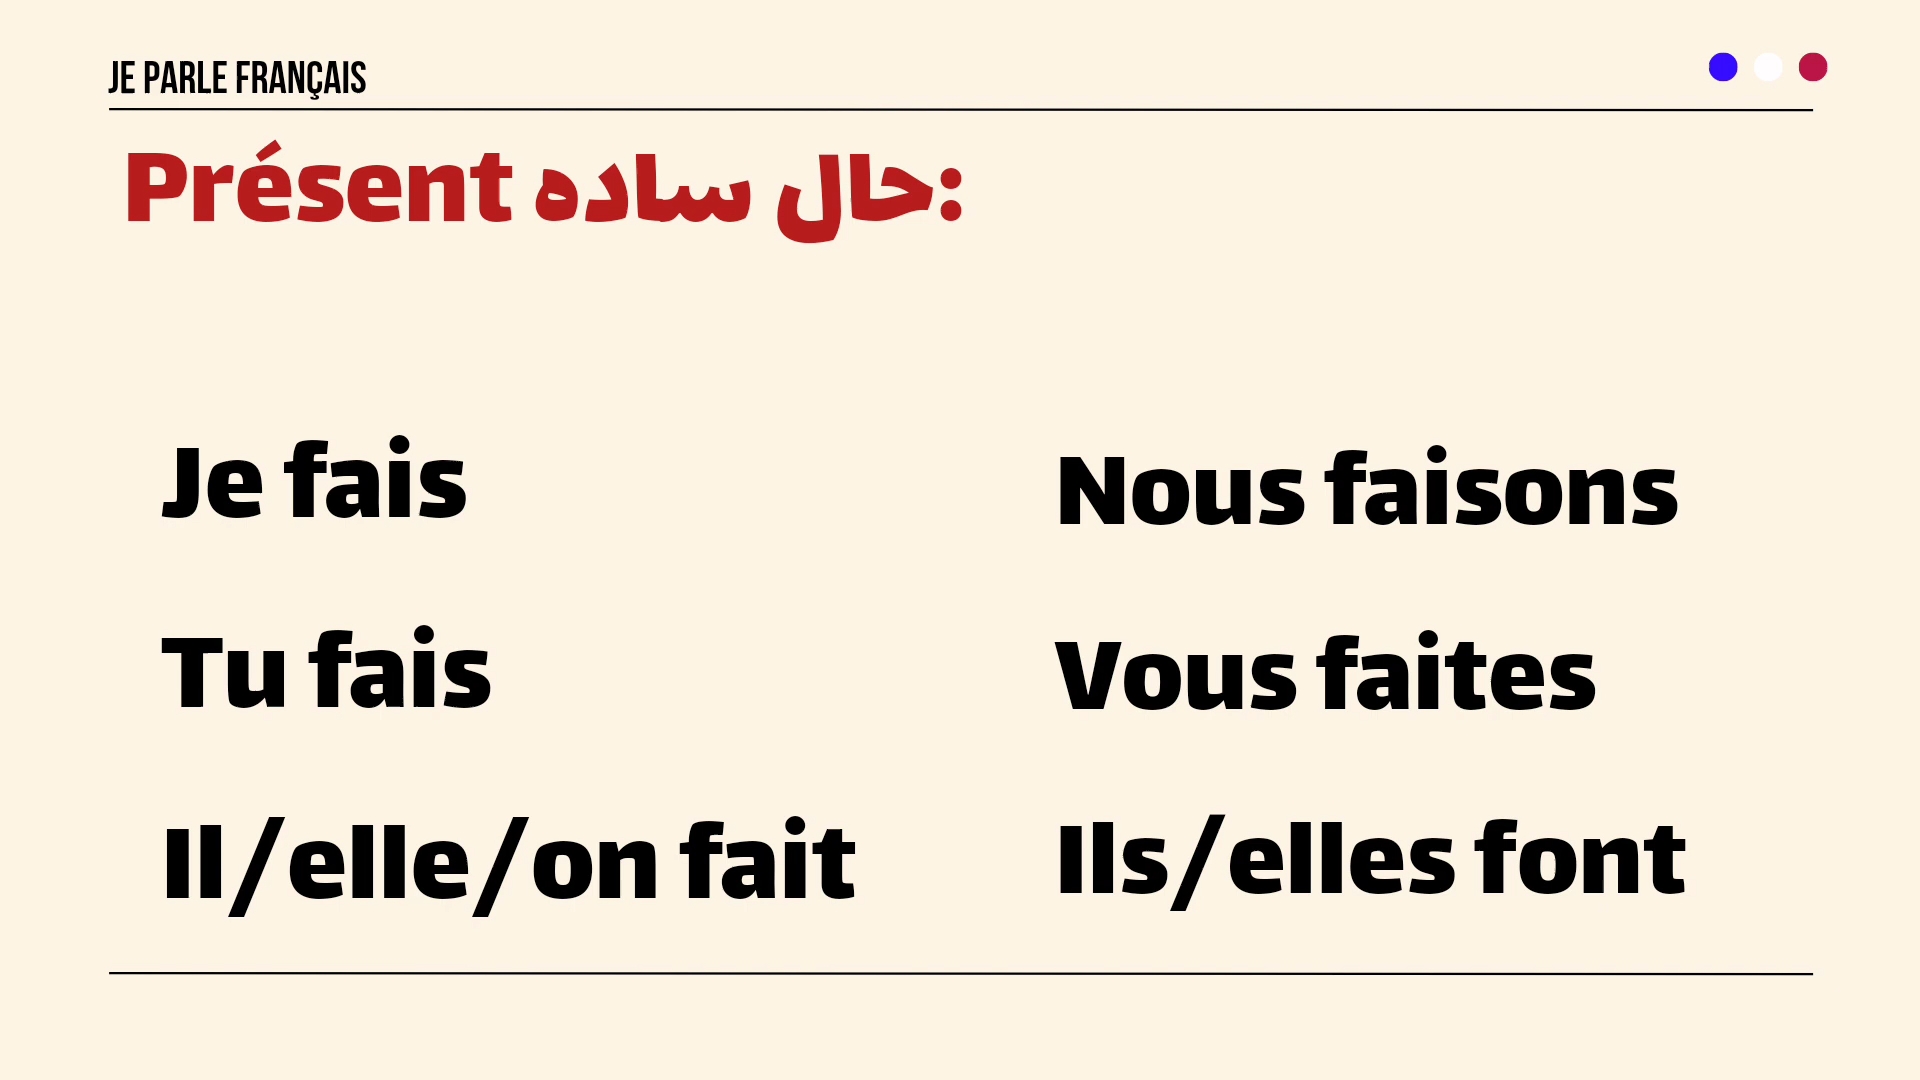 JE PARLE FRANÇAIS
Présent حال ساده:
Je fais
Tu fais
Il/elle/on fait
Nous faisons
Vous faites
Ils/elles font